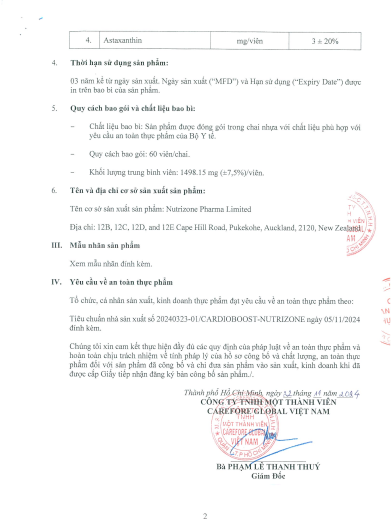 4. Astaxanthin mg/viên 3 ± 20%
4. Thời hạn sử dụng sản phẩm:
03 năm kể từ ngày sản xuất. Ngày sản xuất ("MFD") và Hạn sử dụng ("Expiry Date") được
in trên bao bì của sản phẩm.
5. Quy cách bao gói và chất liệu bao bì:
- Chất liệu bao bì: Sản phẩm được đóng gói trong chai nhựa với chất liệu phù hợp với
yêu cầu an toàn thực phẩm của Bộ Y tế.
- Quy cách bao gói: 60 viên/chai.
- Khối lượng trung bình viên: 1498.15 mg (±7,5%)/viên.
6. Tên và địa chỉ cơ sở sản xuất sản phẩm:
Tên cơ sở sản xuất sản phẩm: Nutrizone Pharma Limited
Địa chỉ: 12B, 12C, 12D, and 12E Cape Hill Road, Pukekohe, Auckland, 2120, New Zealand.
III. Mẫu nhãn sản phẩm
Xem mẫu nhãn đính kèm.
IV. Yêu cầu về an toàn thực phẩm
Tổ chức, cá nhân sản xuất, kinh doanh thực phẩm đạt yêu cầu về an toàn thực phẩm theo:
Tiêu chuẩn nhà sản xuất số 20240323-01/CARDIOBOOST-NUTRIZONE ngày 05/11/2024
đính kèm.
Chúng tôi xin cam kết thực hiện đầy đủ các quy định của pháp luật về an toàn thực phẩm và
hoàn toàn chịu trách nhiệm về tính pháp lý của hồ sơ công bố và chất lượng, an toàn thực
phẩm đối với sản phẩm đã công bố và chỉ đưa sản phẩm vào sản xuất, kinh doanh khi đã
được cấp Giấy tiếp nhận đăng ký bản công bố sản phẩm./.
Thành phố Hồ Chí Minh, ngày tháng năm 2024
CÔNG TY TNHH MỘT THÀNH VIÊN
CAREFORE GLOBAL VIỆT NAM
TNHH
MỘT THÀNH VIÊN
CAREFORE GLOBAL
VIỆT NAM
Bà PHẠM LÊ THANH THUÝ
Giám Đốc
2